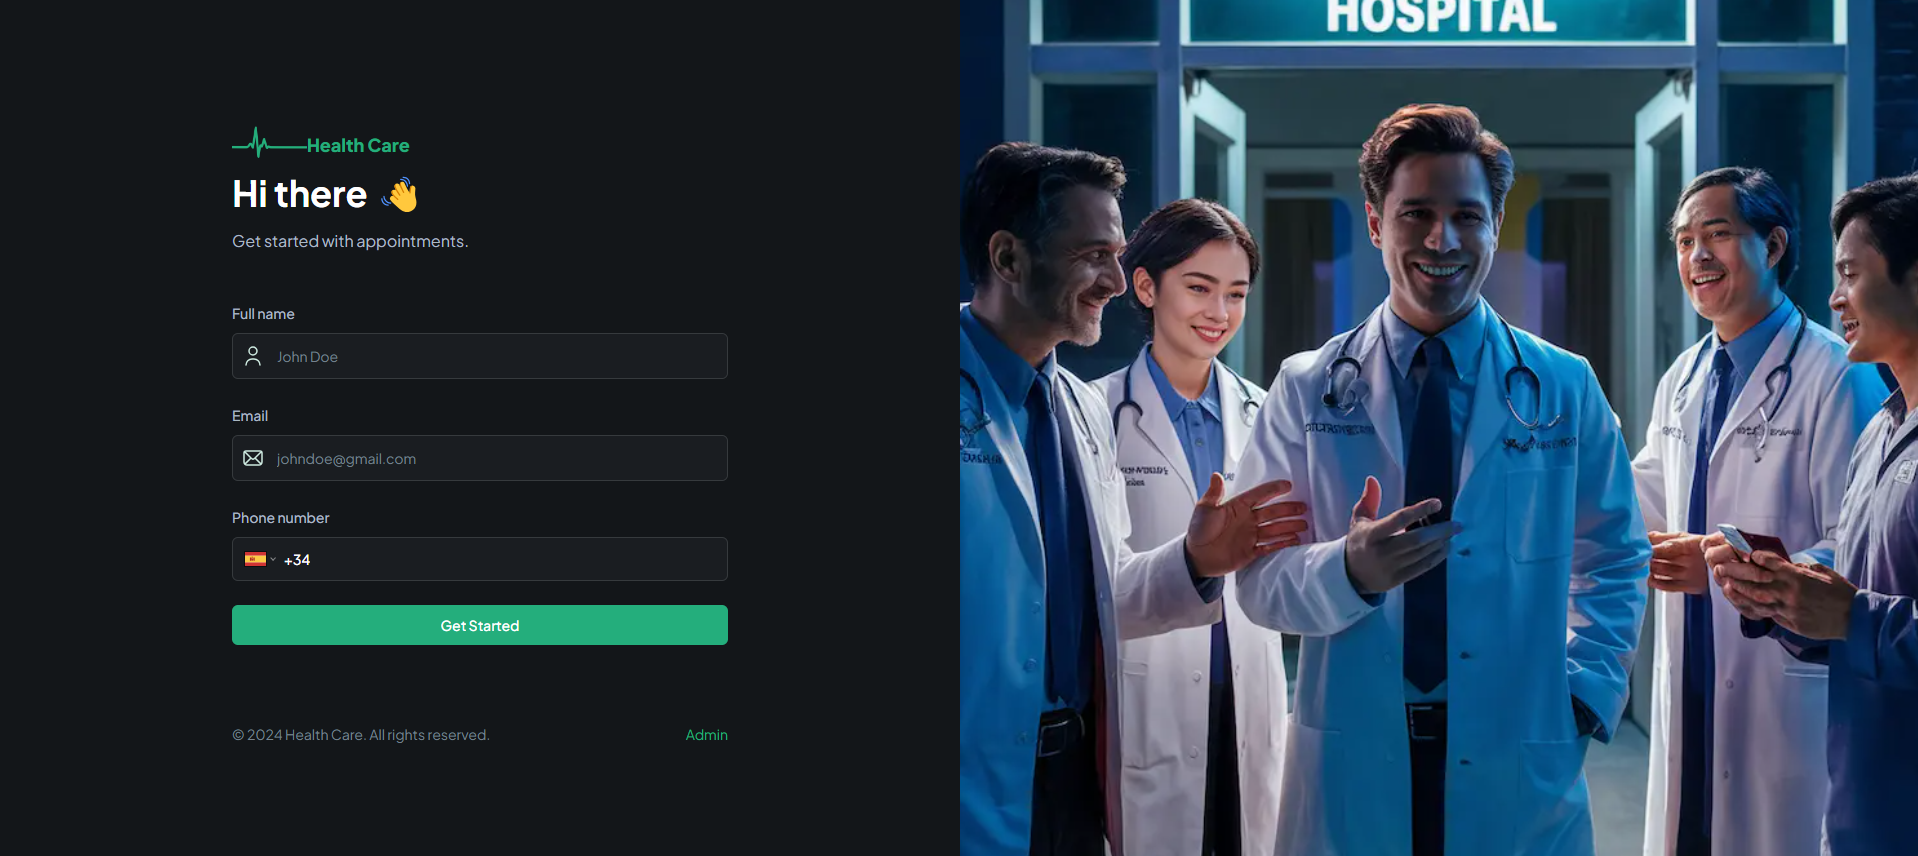 Health Care
Hi there 👋
Get started with appointments.
Full name
John Doe
Email
johndoe@gmail.com
Phone number
+34
Get Started
© 2024 Health Care. All rights reserved.
Admin
HOSPITAL